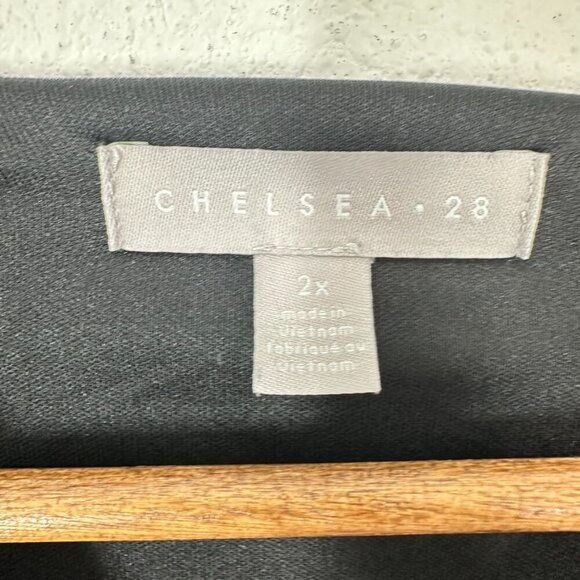 CHELSEA · 28
2x
made in
vietnam
fabriqué au
vietnam